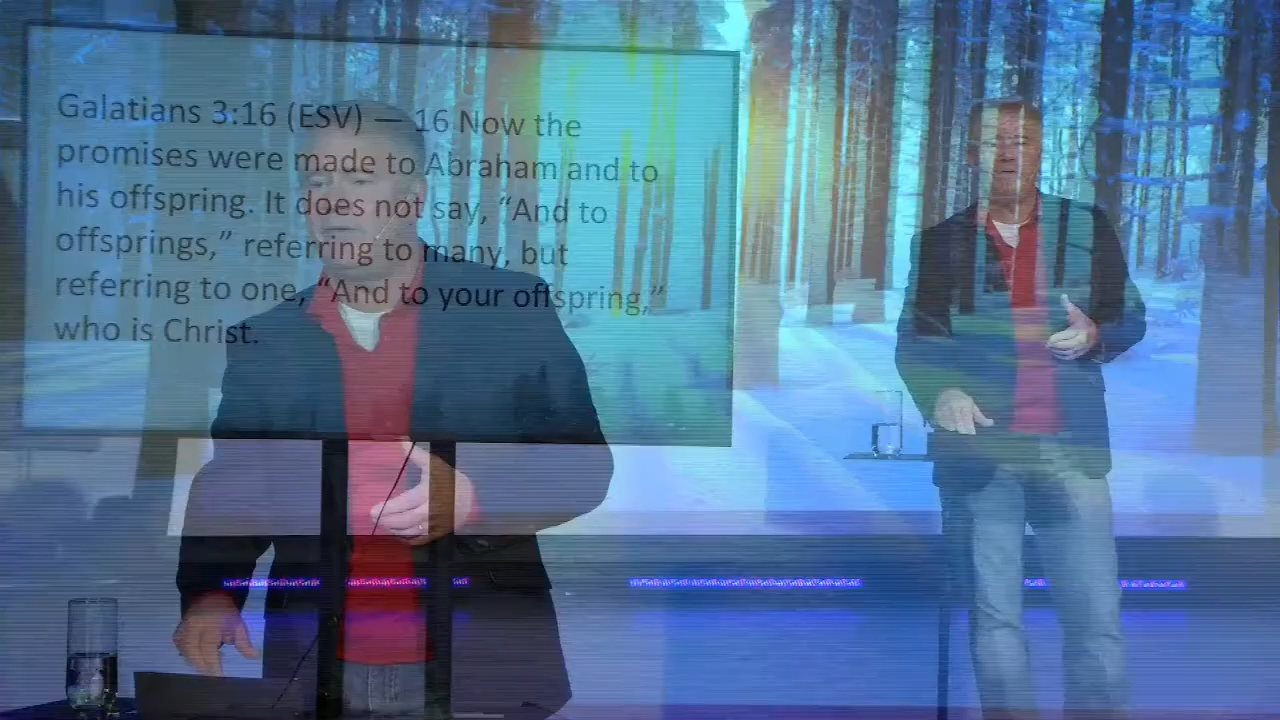 Galatians 3:16 (ESV) — 16 Now the
promises were made to Abraham and to
his offspring. It does not say, “And to
offsprings,” referring to many, but
referring to one, “And to your offspring,”
who is Christ.